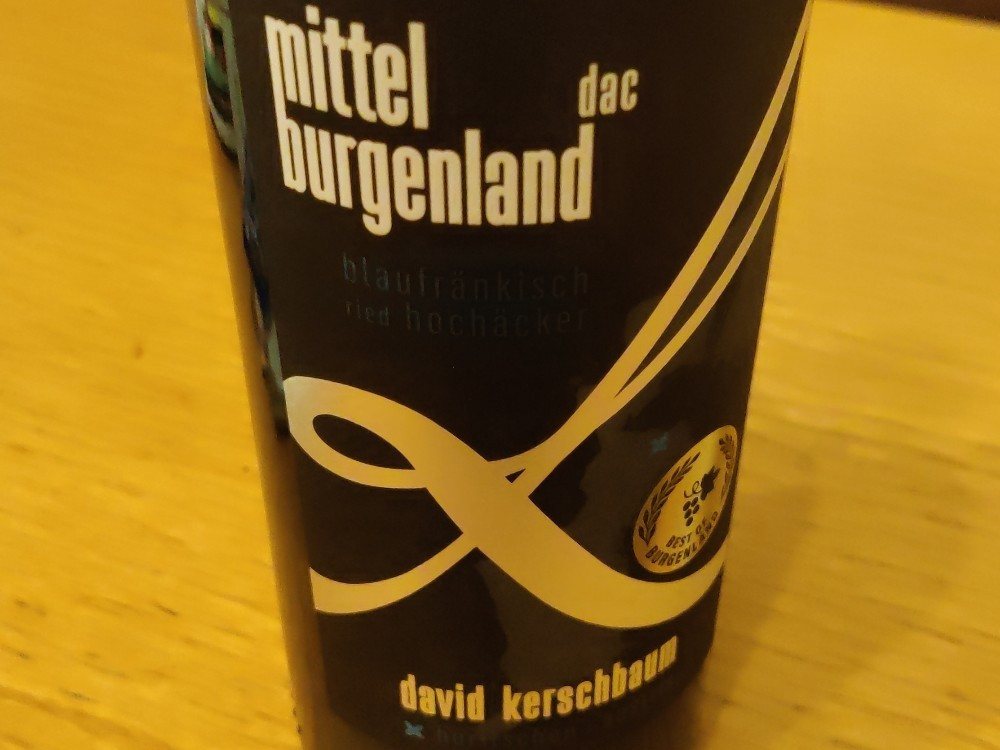 mittel
dac
burgenland
blaufränkisch
ried hochäcker
BEST OF
BURGENLAND
david kerschbaum